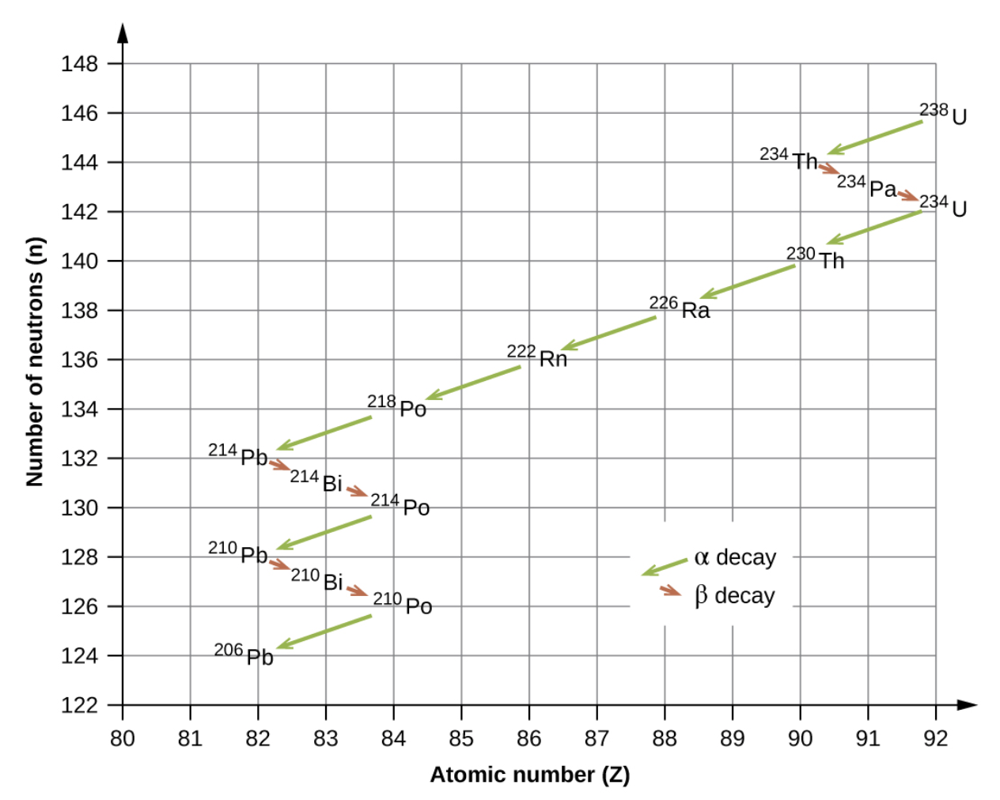 148
146
144
142
140
138
136
134
132
130
128
126
124
122
Number of neutrons (n)
238U
234Th
234Pa
234U
230Th
226Ra
222Rn
218Po
214Pb
214Bi
214Po
210Pb
210Bi
210Po
206Pb
α decay
β decay
80 81 82 83 84 85 86 87 88 89 90 91 92
Atomic number (Z)